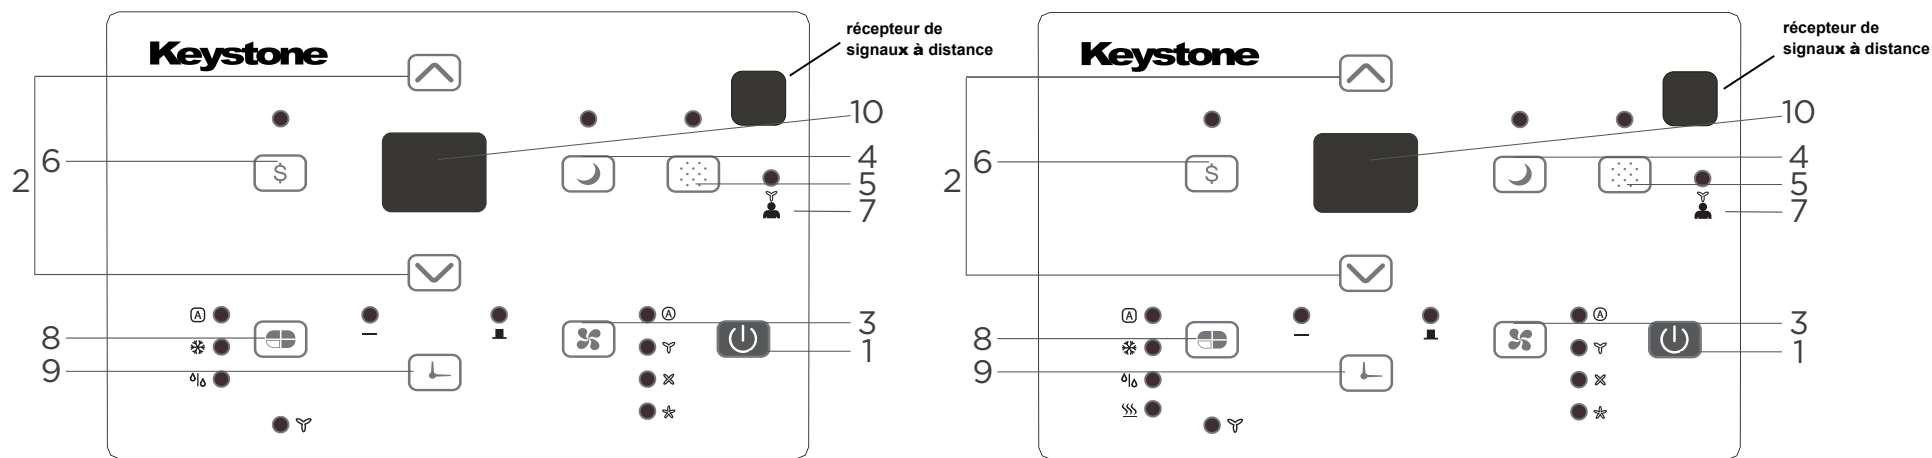 Keystone
récepteur de
signaux à distance
10
6
2
4
5
7
$
A
A
8
3
1
9
Keystone
récepteur de
signaux à distance
10
6
2
4
5
7
$
A
A
8
3
1
9